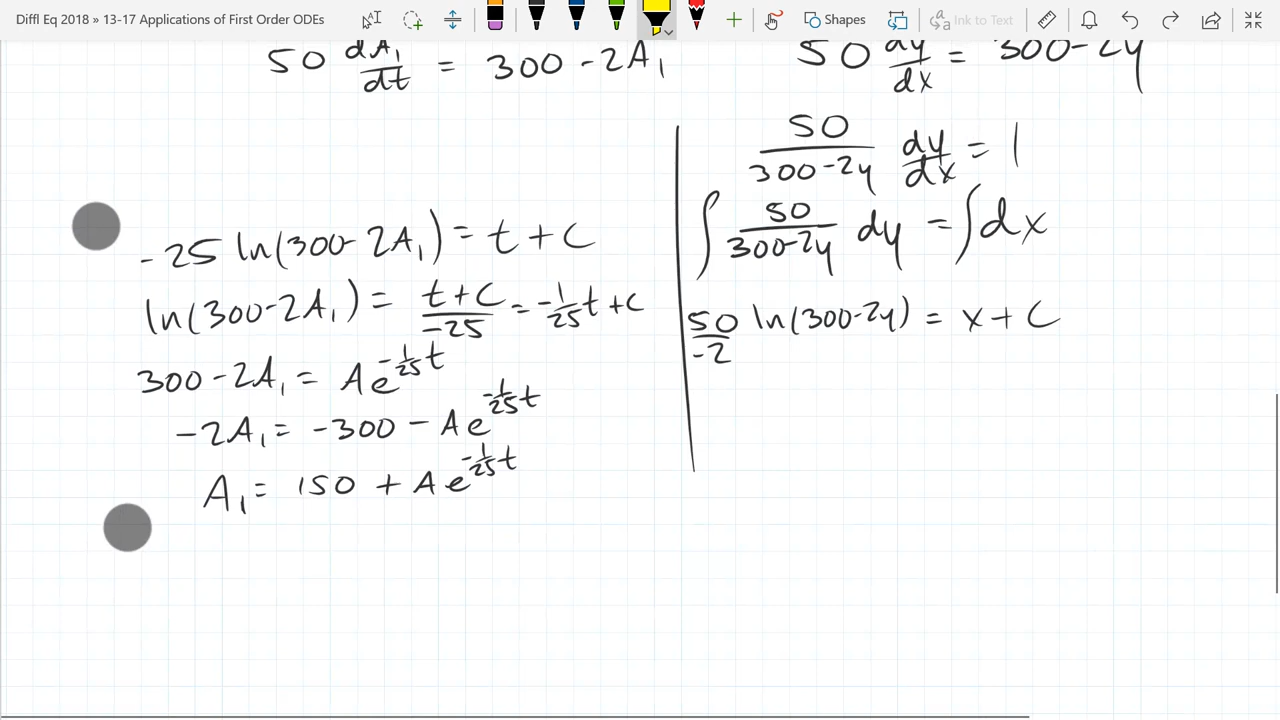 Diffl Eq 2018 » 13-17 Applications of First Order ODEs
Shapes
Ink to Text
50 dA₁/dt = 300 - 2A₁
50 dy/dx = 300 - 2y
50/(300-2y) dy/dx = 1
∫ 50/(300-2y) dy = ∫ dx
50/-2 ln(300-2y) = x + C
-25 ln(300-2A₁) = t + C
ln(300-2A₁) = (t+C)/-25 = -1/25 t + C
300-2A₁ = Ae^(-1/25 t)
-2A₁ = -300 - Ae^(-1/25 t)
A₁ = 150 + Ae^(-1/25 t)